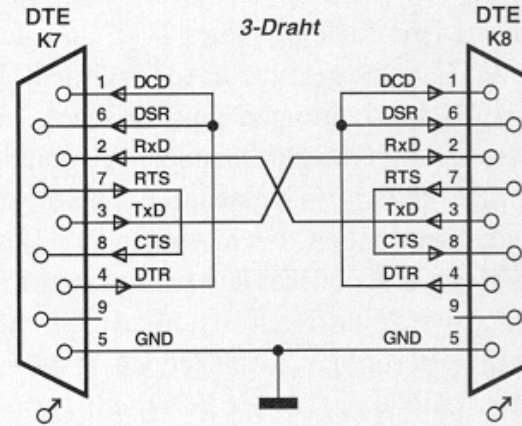 DTE
K7
3-Draht
DTE
K8
1 DCD
6 DSR
2 RxD
7 RTS
3 TxD
8 CTS
4 DTR
9
5 GND
DCD 1
DSR 6
RxD 2
RTS 7
TxD 3
CTS 8
DTR 4
9
GND 5